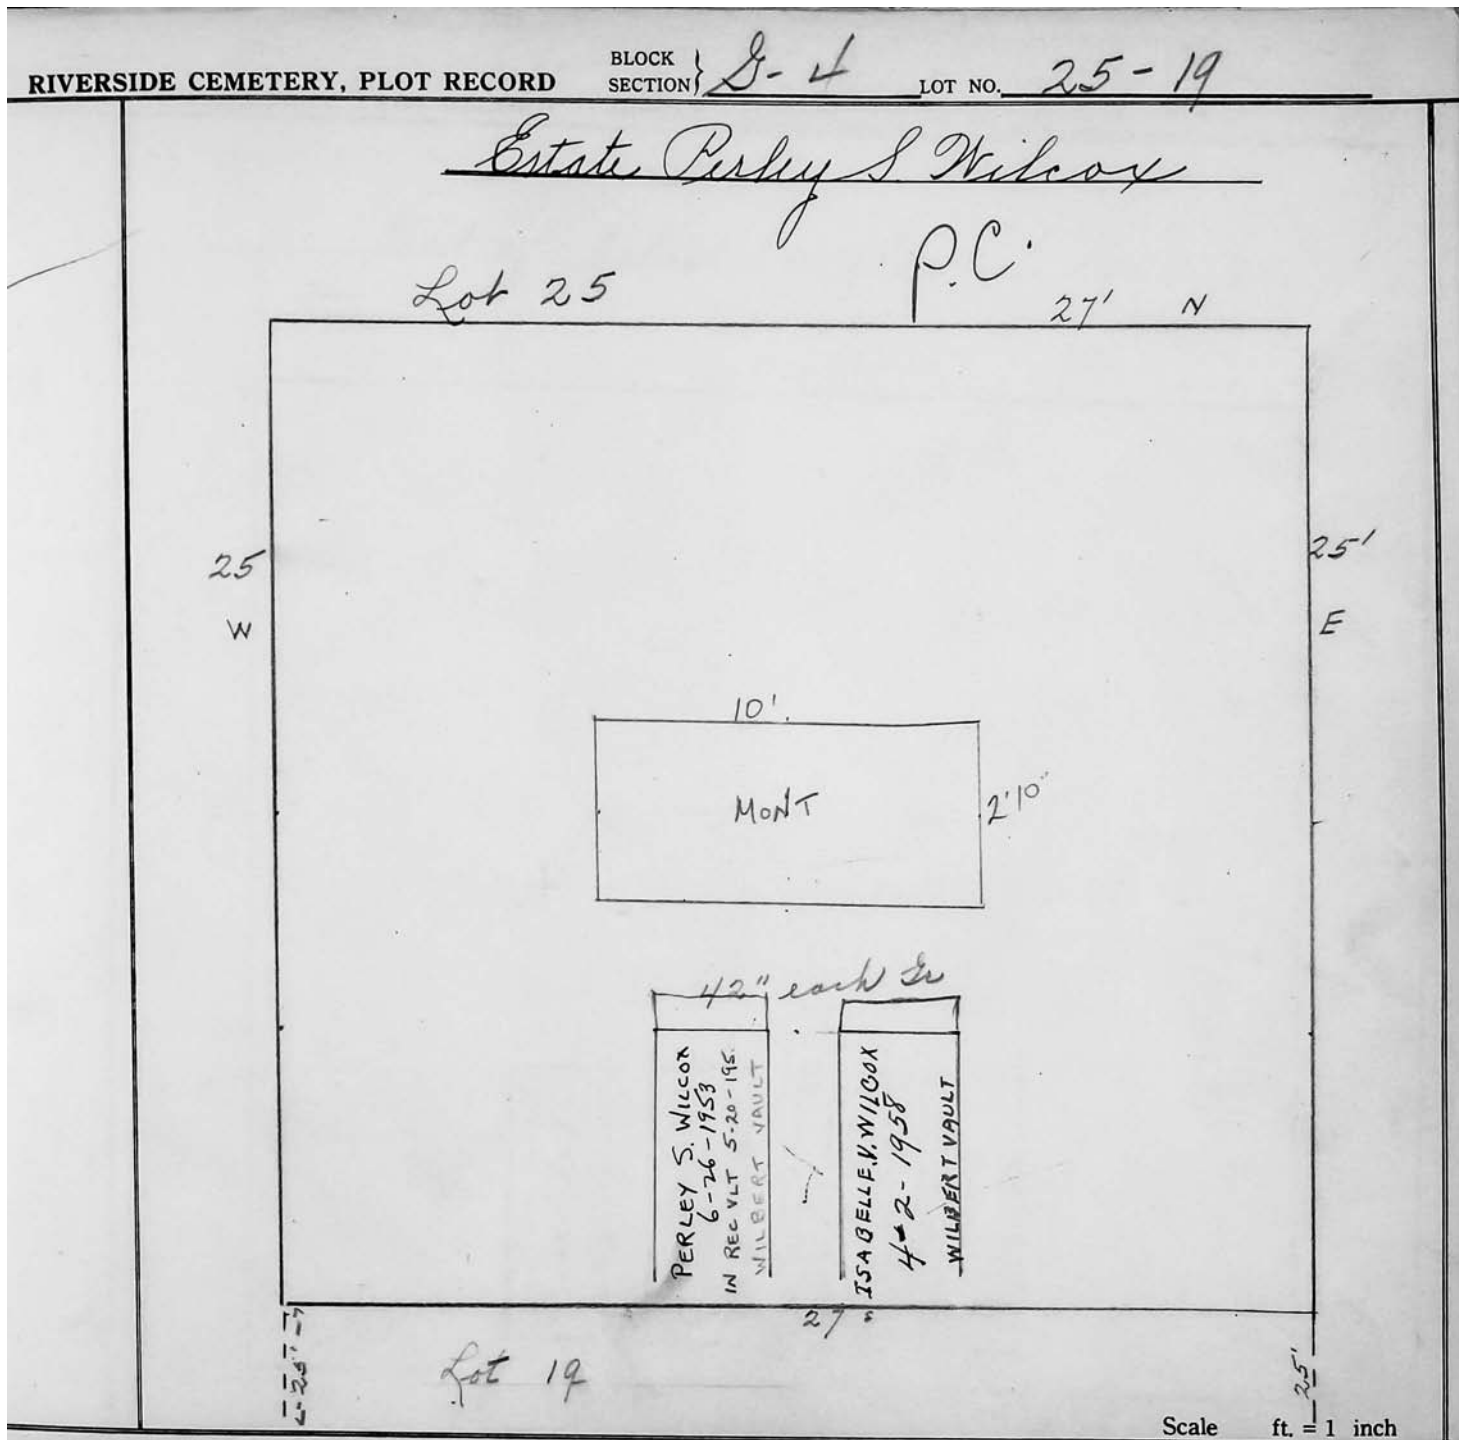 RIVERSIDE CEMETERY, PLOT RECORD
BLOCK
SECTION} G-4
LOT NO. 25-19
Estate Perley S. Wilcox
P.C.
Lot 25
27' N
25
W
25'
E
10'.
MONT
2'10"
42" each Gr
PERLEY S. WILCOX
6-26-1953
IN REC VLT 5-20-195
WILBERT VAULT
ISABELLE.V.WILCOX
4-2-1958
WILBERT VAULT
27 s
25'
Lot 19
25'
Scale ft. = 1 inch